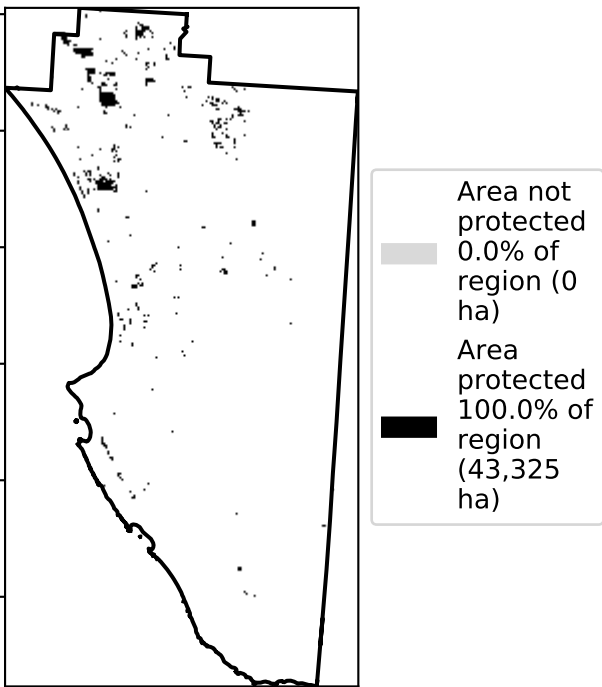 Area not
protected
0.0% of
region (0
ha)
Area
protected
100.0% of
region
(43,325
ha)